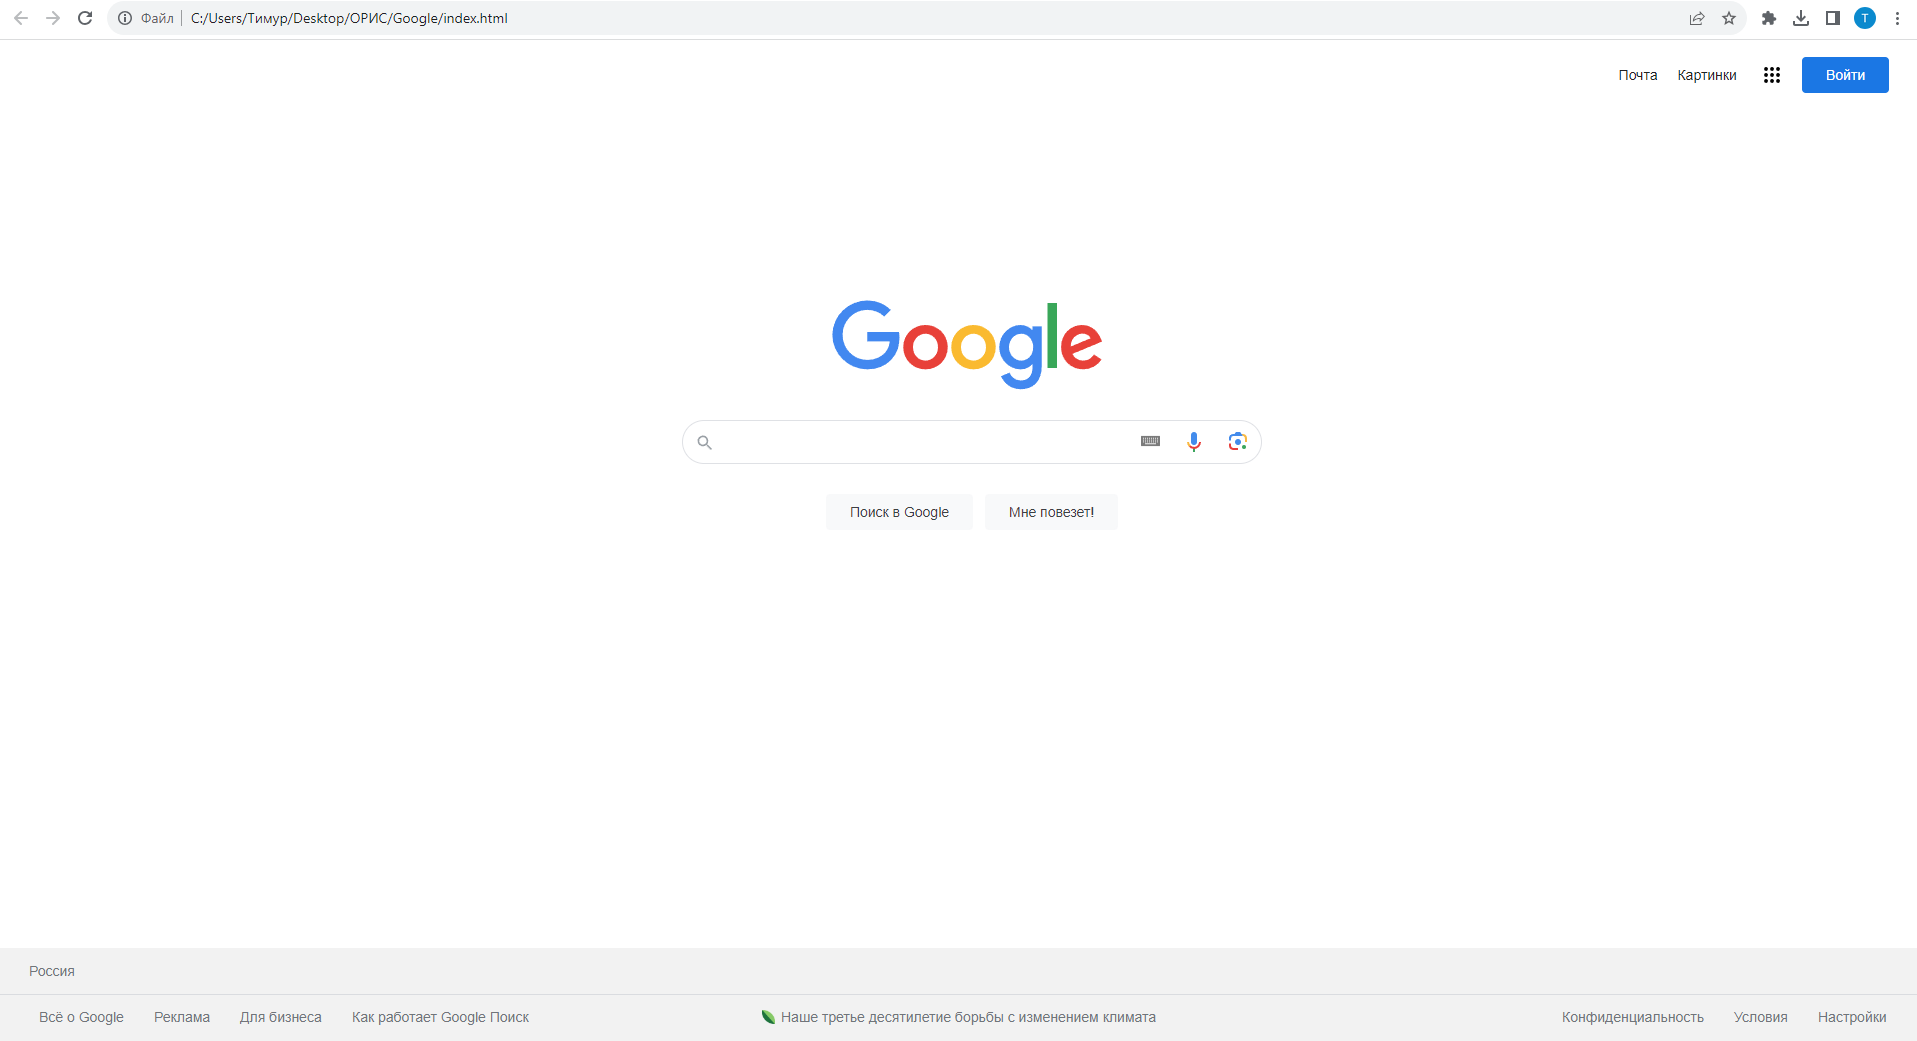 Файл C:/Users/Тимур/Desktop/ОРИС/Google/index.html T
Почта Картинки Войти
Google
Поиск в Google Мне повезет!
Россия
Всё о Google Реклама Для бизнеса Как работает Google Поиск Наше третье десятилетие борьбы с изменением климата Конфиденциальность Условия Настройки